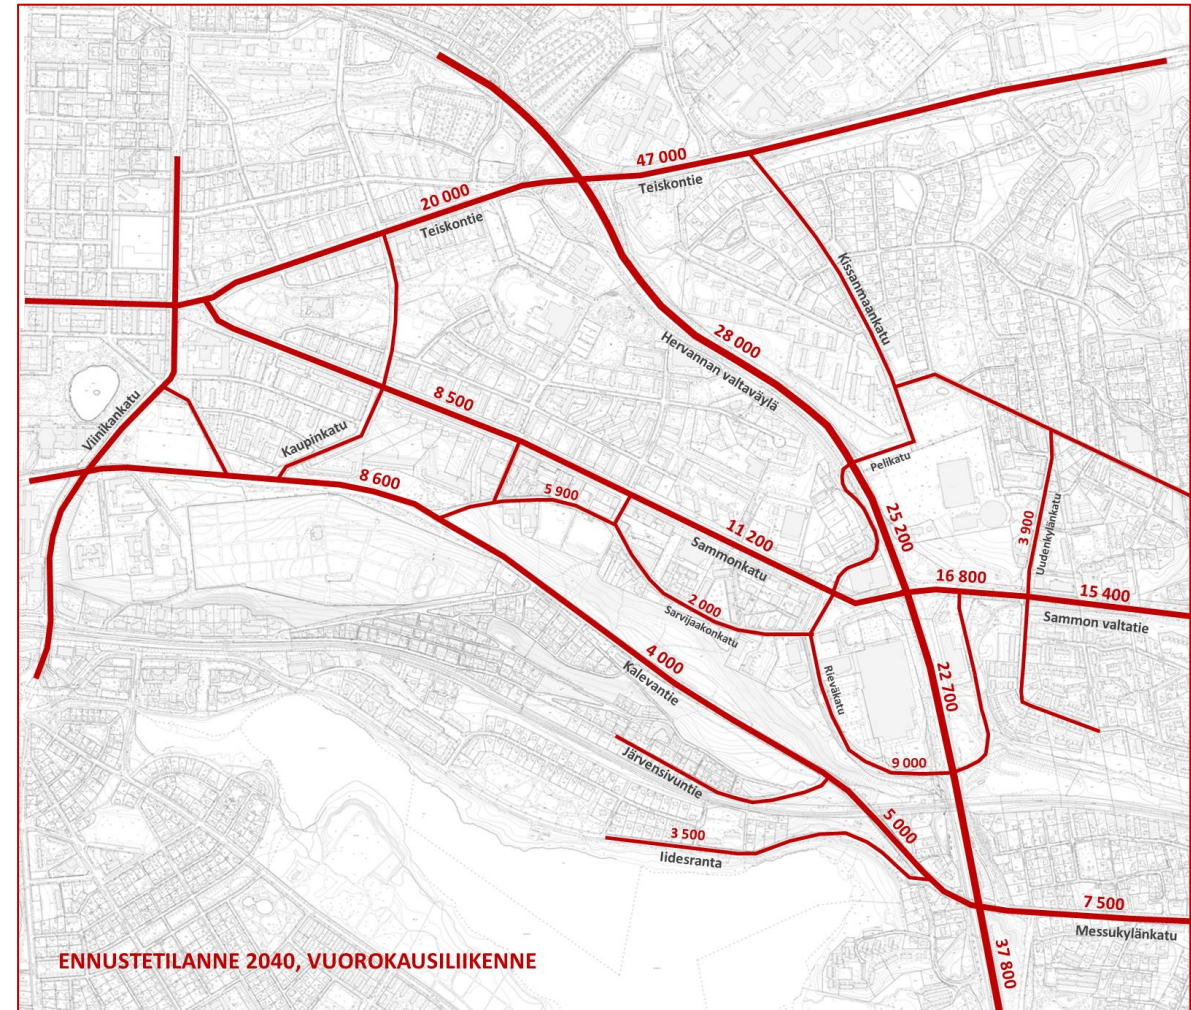 47 000
Teiskontie
20 000
Teiskontie
Kissanmaankatu
28 000
Hervannan valtaväylä
8 500
Viinikankatu
Kaupinkatu
Pelikatu
8 600
5 900
25 200
11 200
Sammonkatu
3 900
Uudenkylänkatu
16 800
15 400
Sammon valtatie
2 000
Sarvijaakonkatu
4 000
Kalevantie
Rieväkatu
22 700
9 000
Järvensivuntie
5 000
3 500
Iidesranta
7 500
Messukylänkatu
37 800
ENNUSTETILANNE 2040, VUOROKAUSILIIKENNE